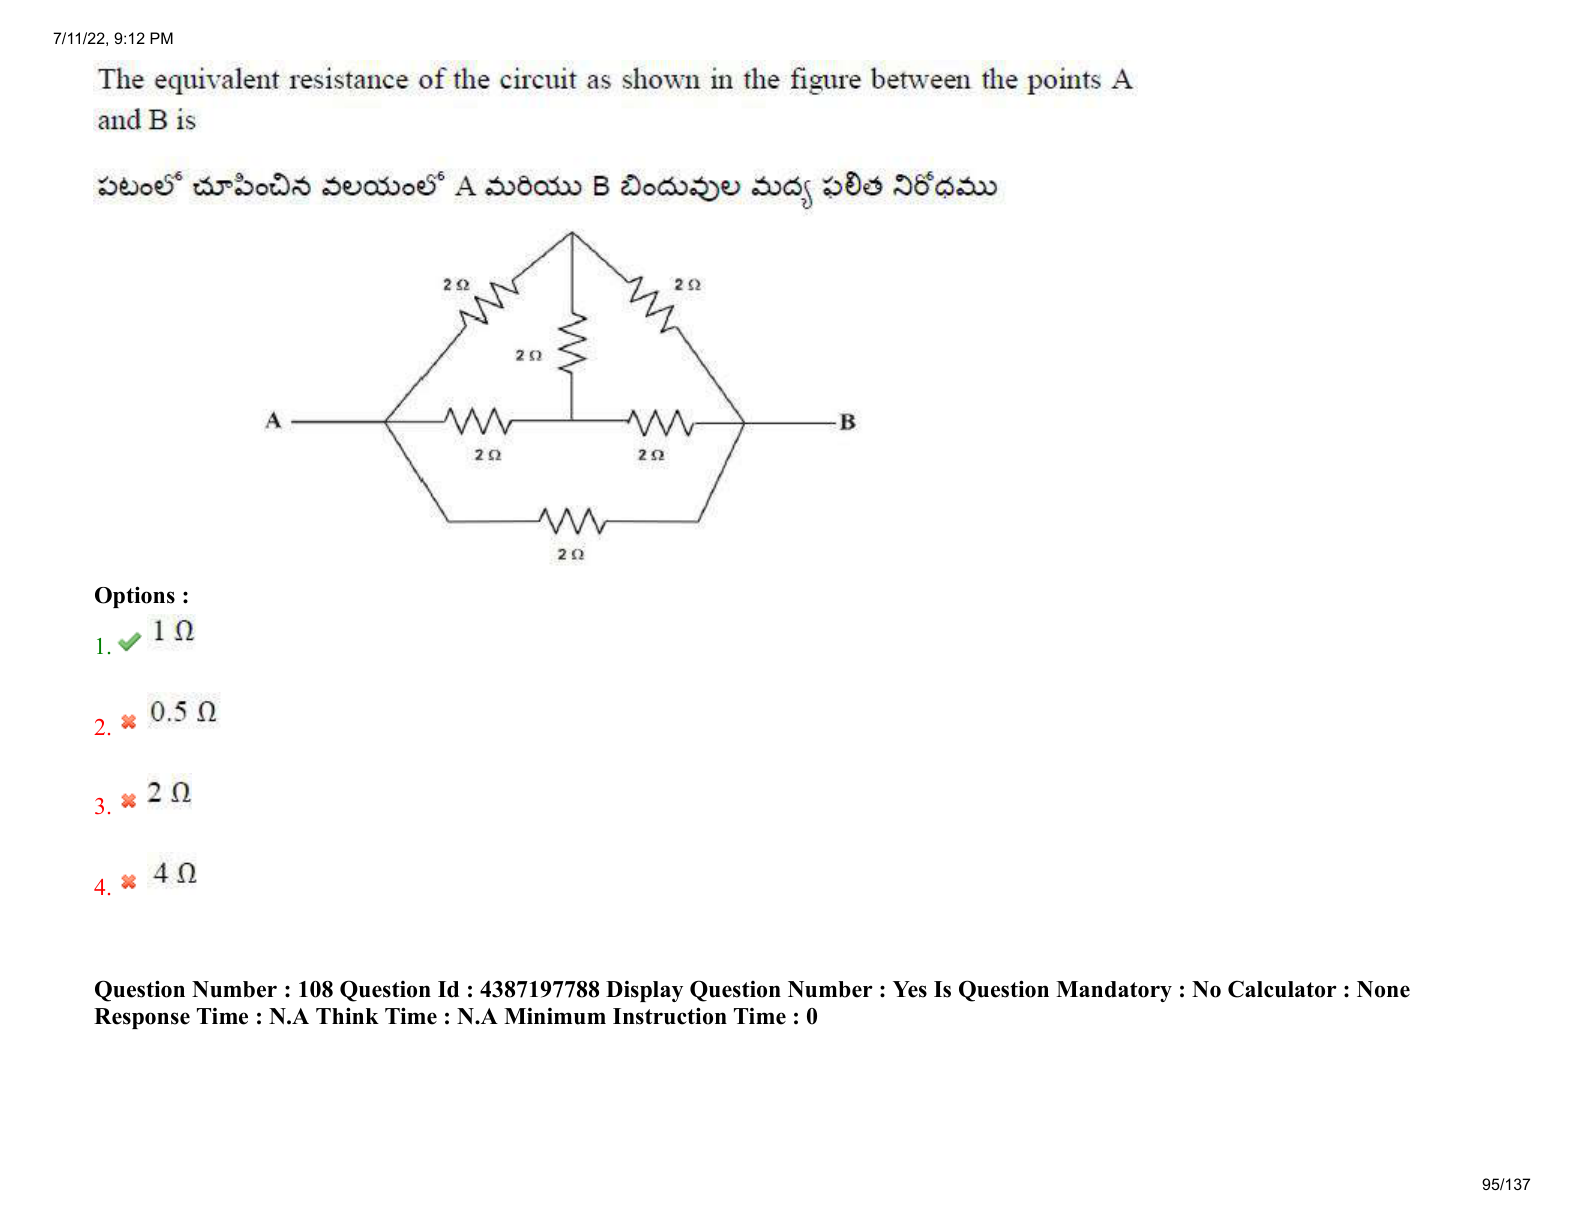 7/11/22, 9:12 PM
The equivalent resistance of the circuit as shown in the figure between the points A
and B is
పటంలో చూపించిన వలయంలో A మరియు B బిందువుల మద్య ఫలిత నిరోధము
2 Ω
2 Ω
2 Ω
A
B
2 Ω
2 Ω
2 Ω
Options :
1. 1 Ω
2. 0.5 Ω
3. 2 Ω
4. 4 Ω
Question Number : 108 Question Id : 4387197788 Display Question Number : Yes Is Question Mandatory : No Calculator : None
Response Time : N.A Think Time : N.A Minimum Instruction Time : 0
95/137